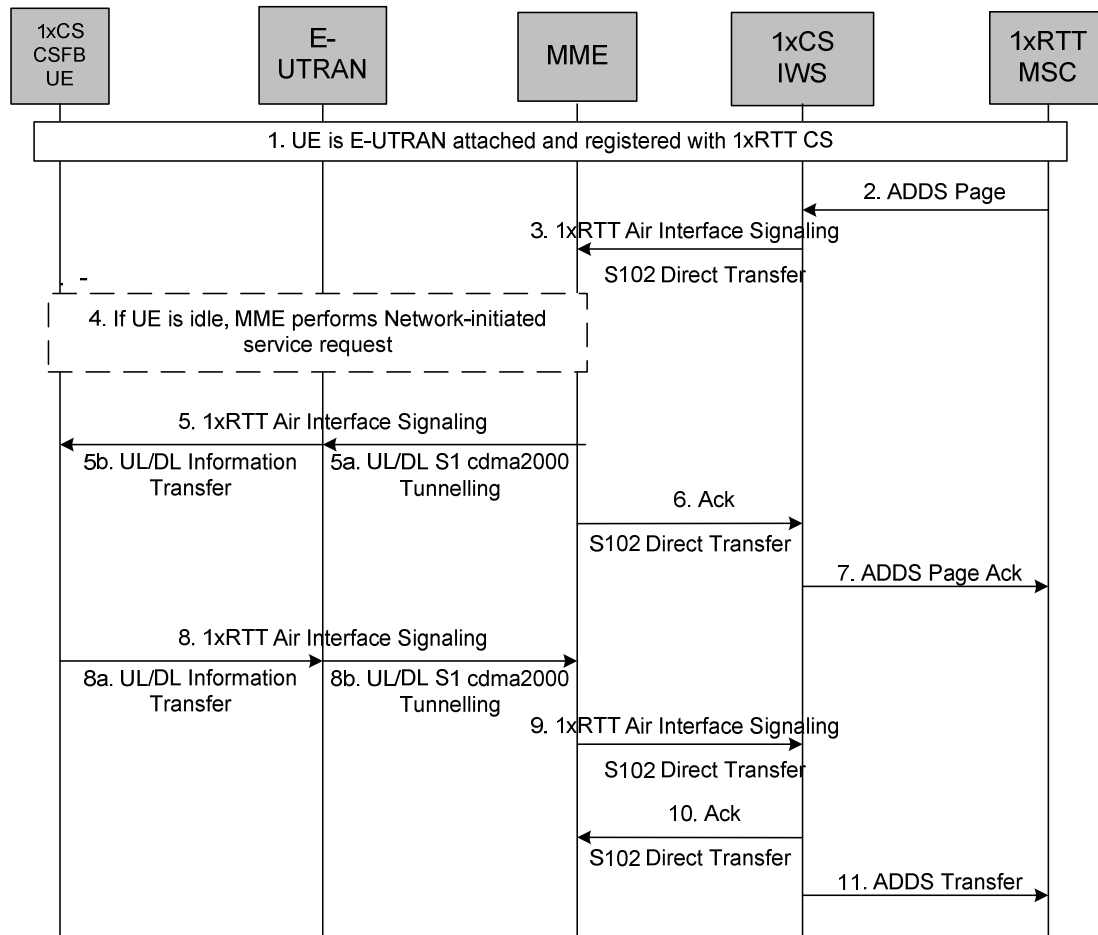 1xCS
CSFB
UE
E-
UTRAN
MME
1xCS
IWS
1xRTT
MSC
1. UE is E-UTRAN attached and registered with 1xRTT CS
2. ADDS Page
3. 1xRTT Air Interface Signaling
S102 Direct Transfer
4. If UE is idle, MME performs Network-initiated
service request
5. 1xRTT Air Interface Signaling
5b. UL/DL Information
Transfer
5a. UL/DL S1 cdma2000
Tunnelling
6. Ack
S102 Direct Transfer
7. ADDS Page Ack
8. 1xRTT Air Interface Signaling
8a. UL/DL Information
Transfer
8b. UL/DL S1 cdma2000
Tunnelling
9. 1xRTT Air Interface Signaling
S102 Direct Transfer
10. Ack
S102 Direct Transfer
11. ADDS Transfer